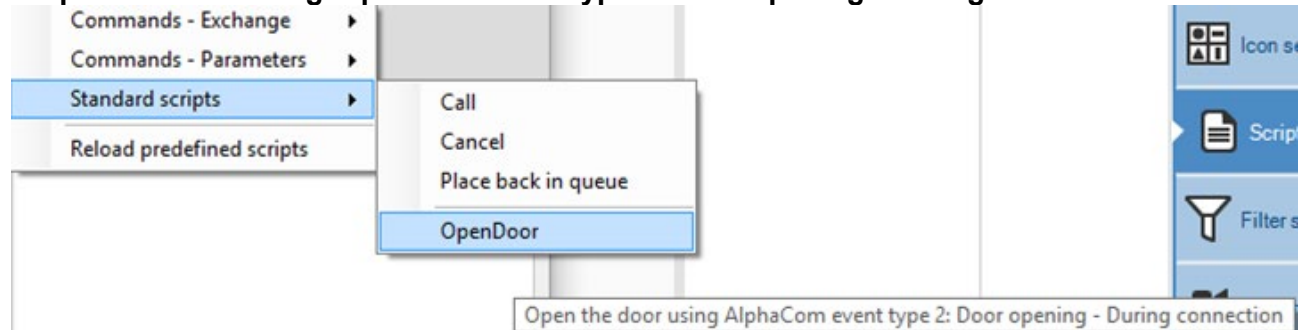 Commands - Exchange
Commands - Parameters
Standard scripts
Reload predefined scripts
Call
Cancel
Place back in queue
OpenDoor
Icon
Script
Filter
Open the door using AlphaCom event type 2: Door opening - During connection